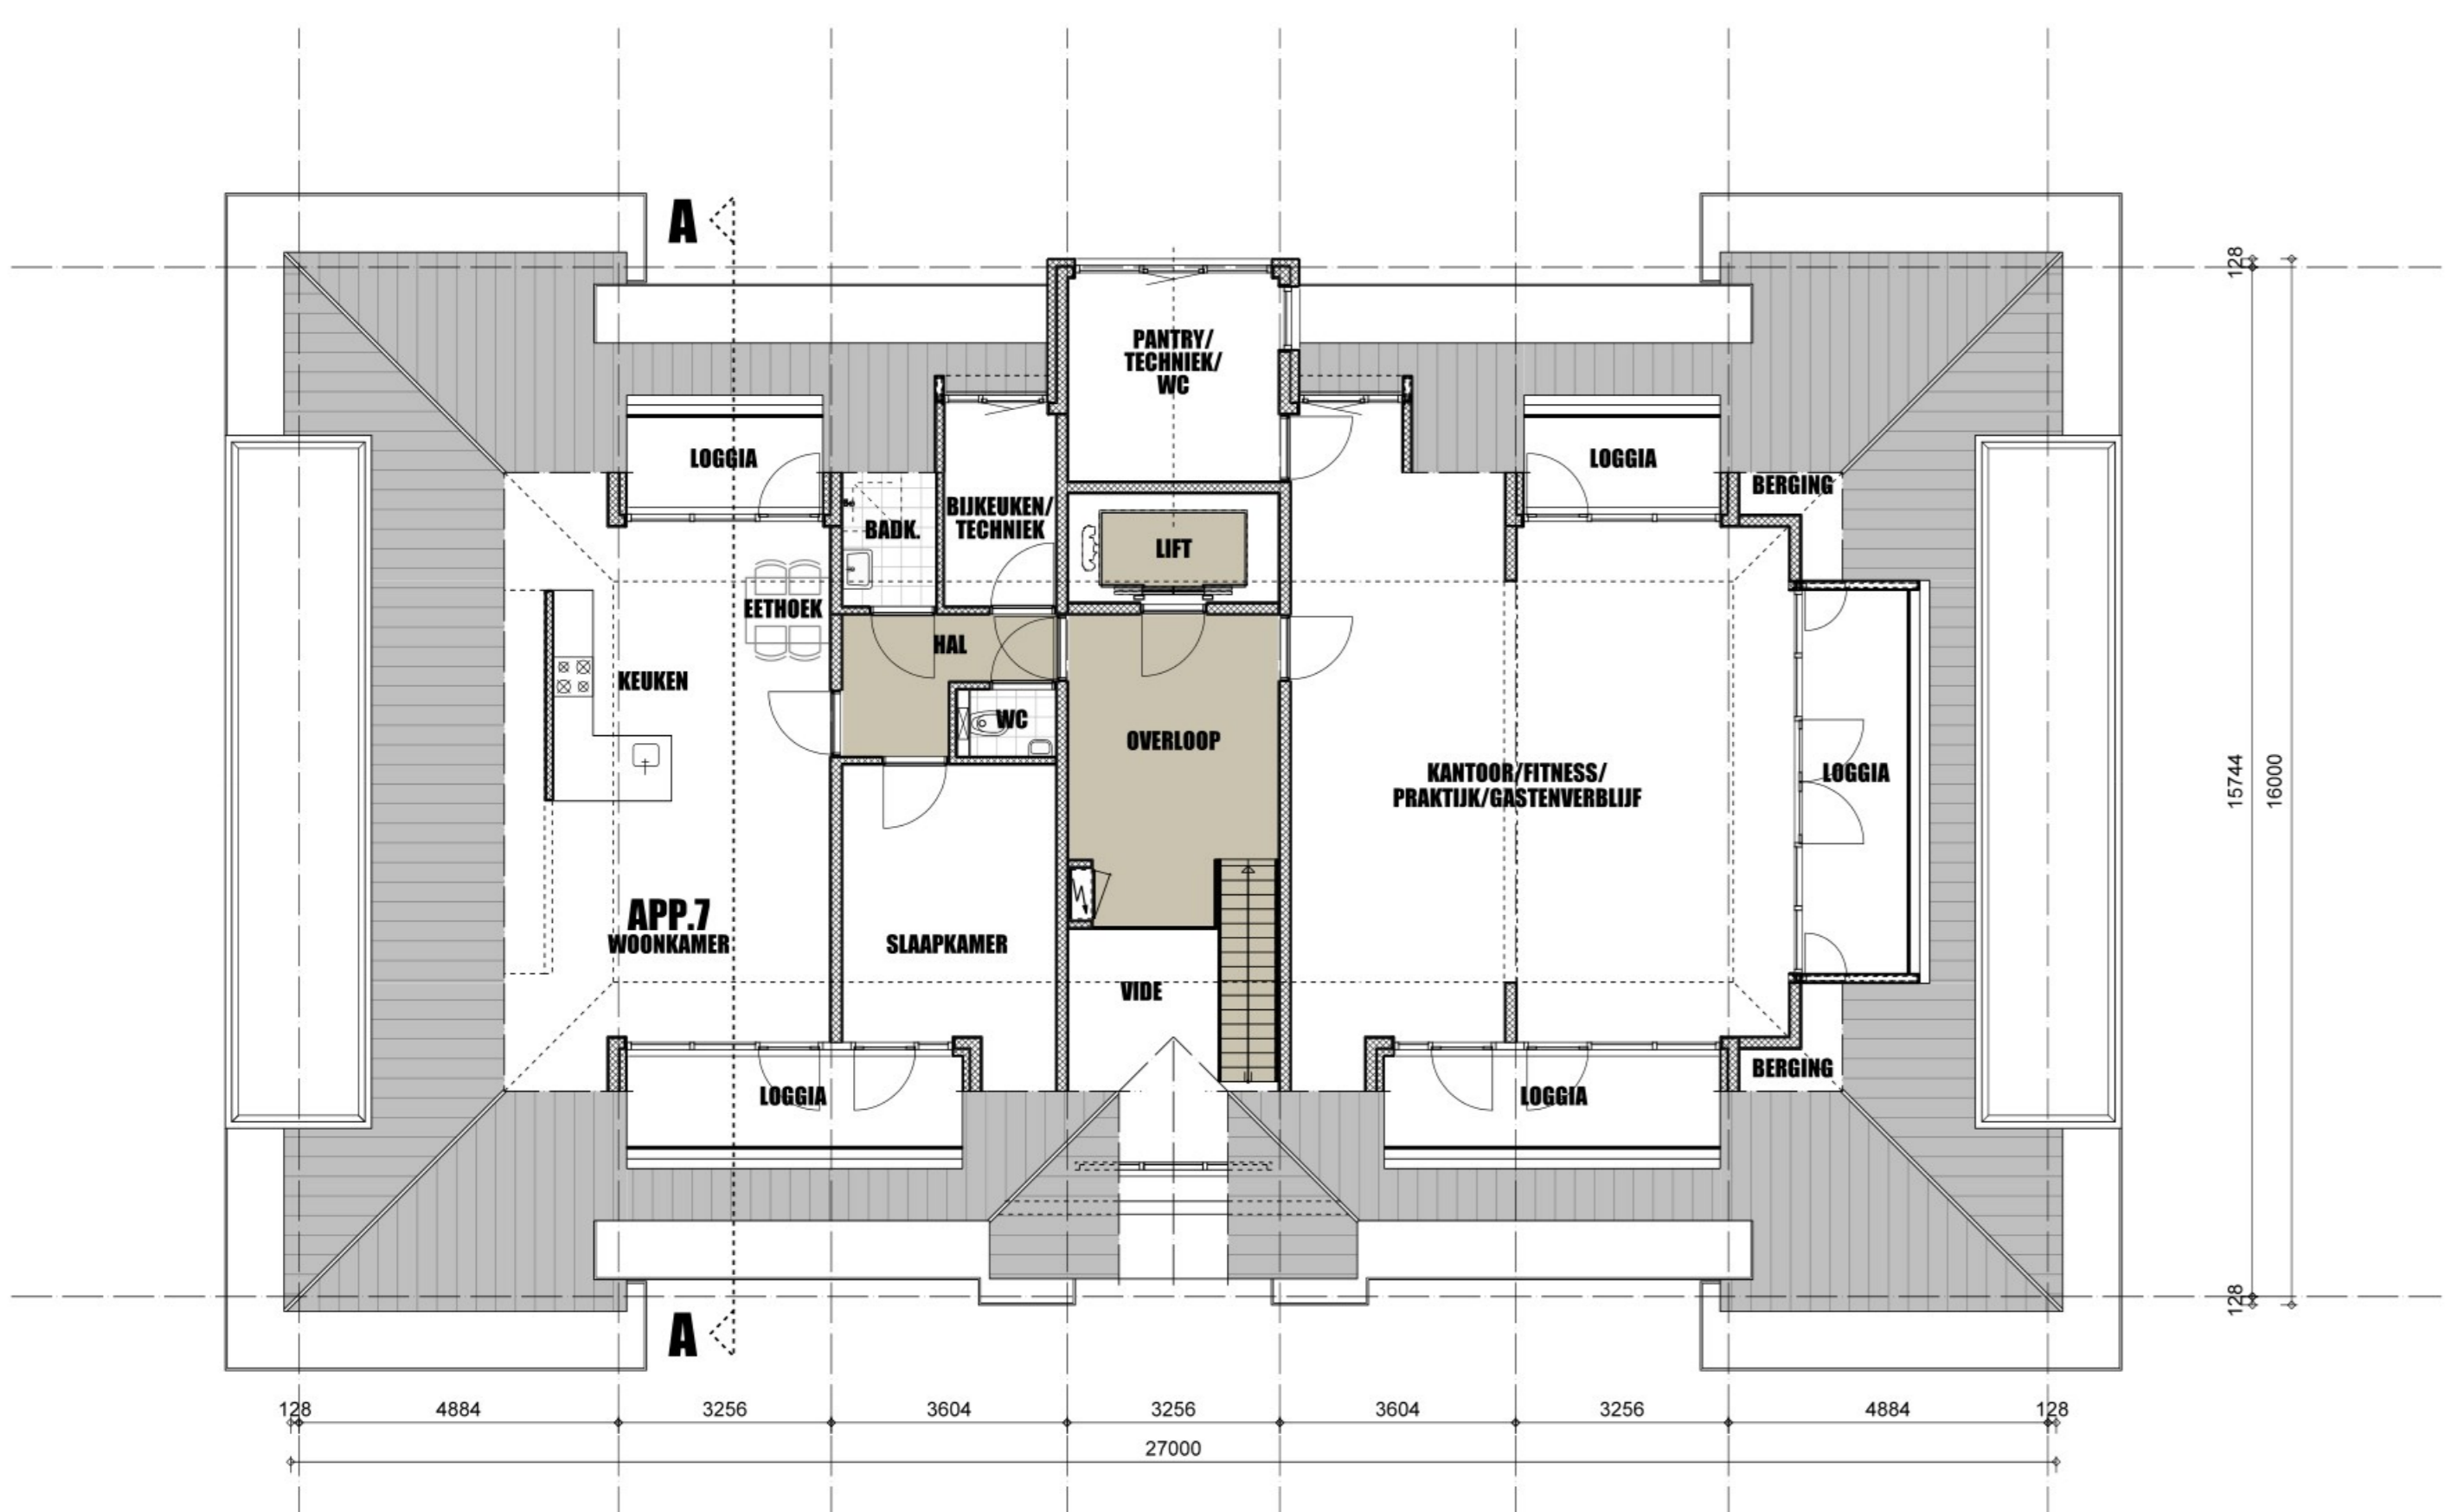 A
128
PANTRY/
TECHNIEK/
WC
LOGGIA
LOGGIA
BERGING
BIJKEUKEN/
TECHNIEK
BADK.
LIFT
EETHOEK
HAL
KEUKEN
WC
OVERLOOP
KANTOOR/FITNESS/
PRAKTIJK/GASTENVERBLIJF
LOGGIA
15744
16000
APP.7
WOONKAMER
SLAAPKAMER
VIDE
BERGING
LOGGIA
LOGGIA
128
A
128
4884
3256
3604
3256
3604
3256
4884
128
27000